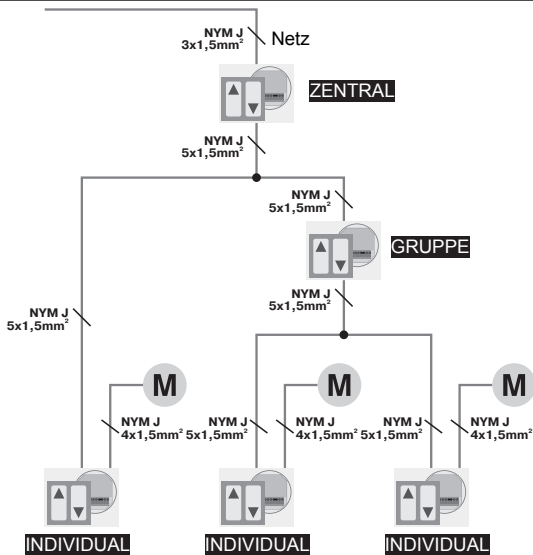 NYM J
3x1,5mm²
Netz
ZENTRAL
NYM J
5x1,5mm²
NYM J
5x1,5mm²
GRUPPE
NYM J
5x1,5mm²
NYM J
5x1,5mm²
M
M
M
NYM J
4x1,5mm²
NYM J
5x1,5mm²
NYM J
4x1,5mm²
NYM J
5x1,5mm²
NYM J
4x1,5mm²
INDIVIDUAL
INDIVIDUAL
INDIVIDUAL